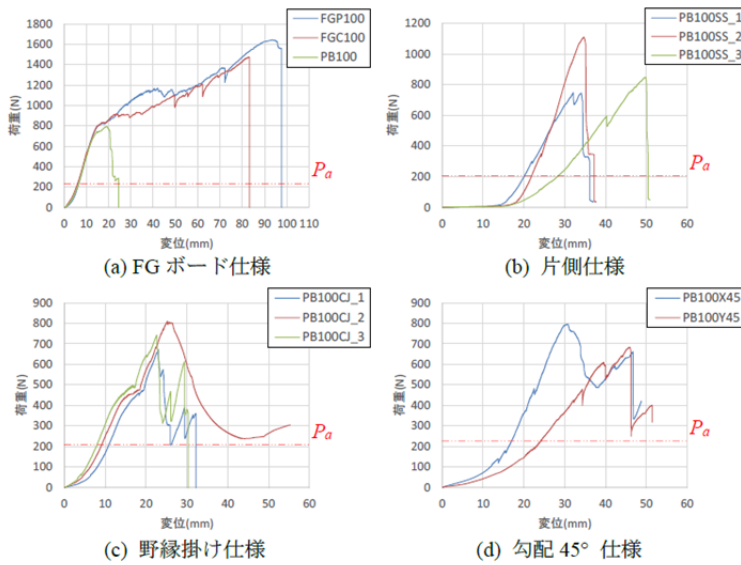 FGP100
FGC100
PB100
荷重(N)
1800
1600
1400
1200
1000
800
600
400
200
0
Pa
0 10 20 30 40 50 60 70 80 90 100 110
変位(mm)
(a) FG ボード仕様
PB100SS_1
PB100SS_2
PB100SS_3
荷重(N)
1200
1000
800
600
400
200
0
Pa
0 10 20 30 40 50 60
変位(mm)
(b) 片側仕様
PB100CJ_1
PB100CJ_2
PB100CJ_3
荷重(N)
900
800
700
600
500
400
300
200
100
0
Pa
0 10 20 30 40 50 60
変位(mm)
(c) 野縁掛け仕様
PB100X45
PB100Y45
荷重(N)
900
800
700
600
500
400
300
200
100
0
Pa
0 10 20 30 40 50 60
変位(mm)
(d) 勾配 45° 仕様